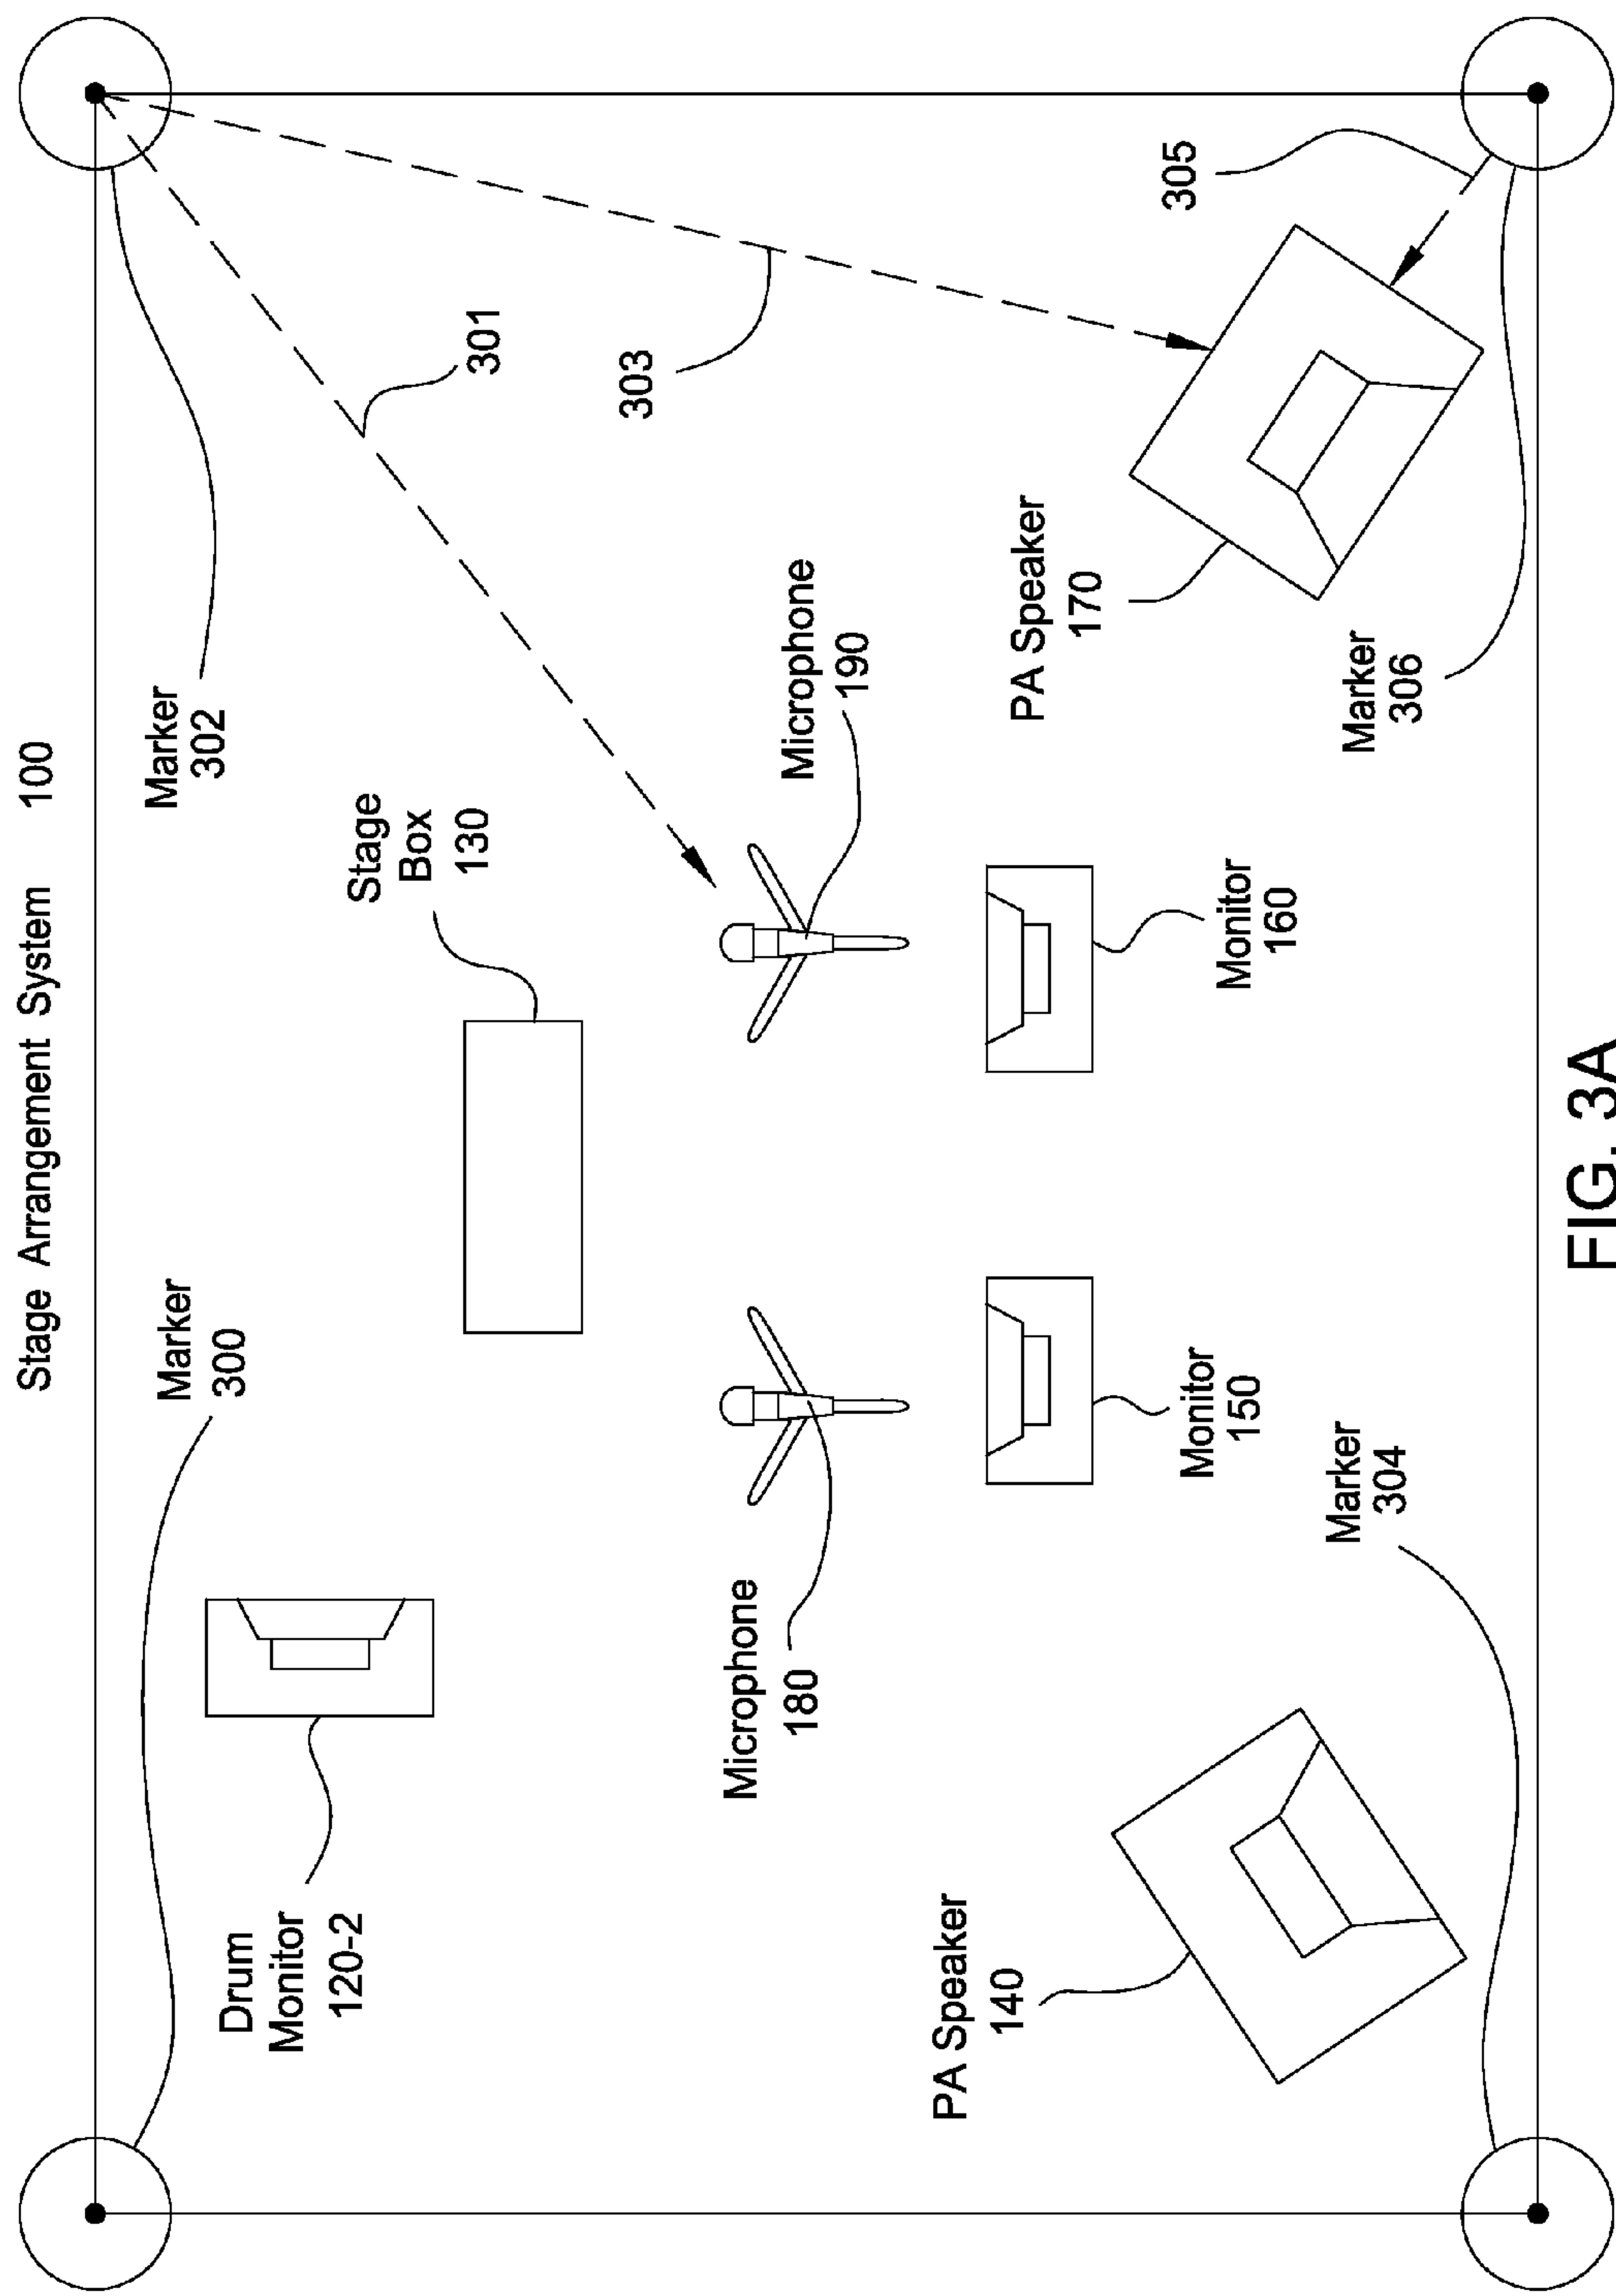 Stage Arrangement System 100
Marker
300
Marker
302
Drum
Monitor
120-2
Stage
Box
130
301
303
Microphone
180
Microphone
190
PA Speaker
140
Monitor
150
Monitor
160
PA Speaker
170
305
Marker
304
Marker
306
FIG. 3A